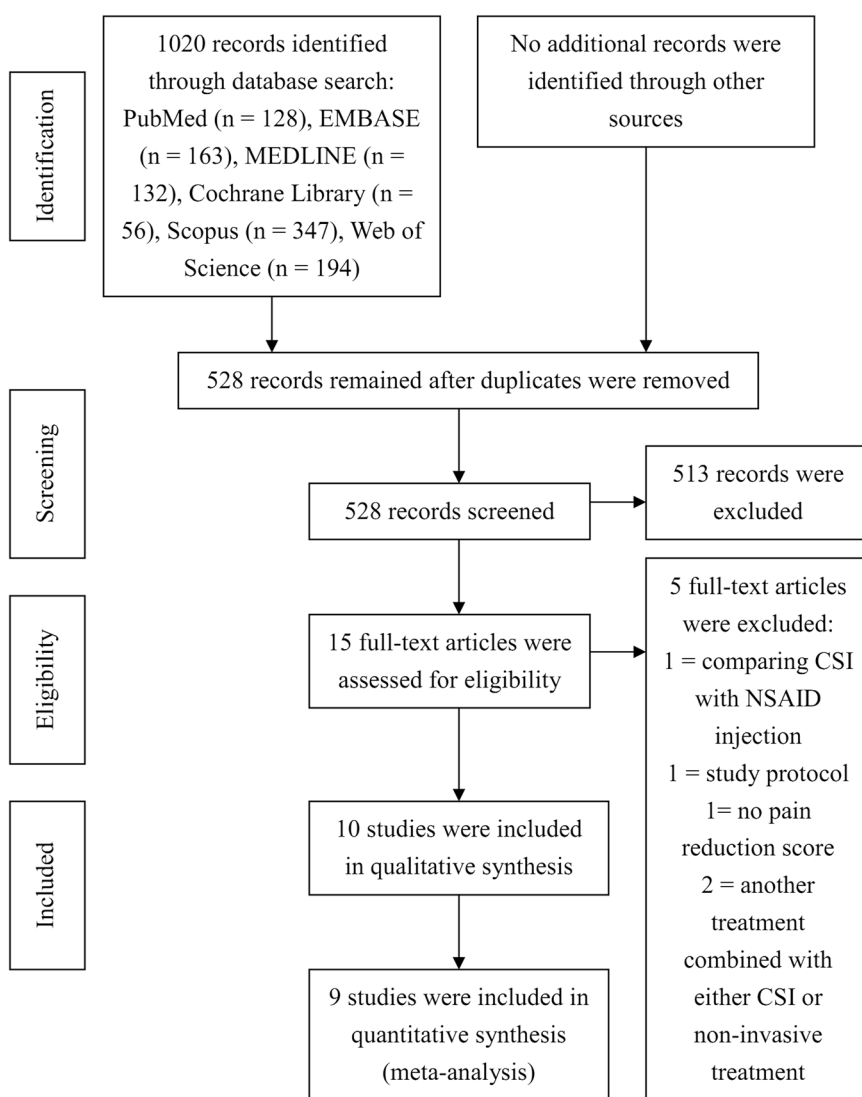 Identification
1020 records identified
through database search:
PubMed (n = 128), EMBASE
(n = 163), MEDLINE (n =
132), Cochrane Library (n =
56), Scopus (n = 347), Web of
Science (n = 194)
No additional records were
identified through other
sources
528 records remained after duplicates were removed
Screening
528 records screened
513 records were
excluded
Eligibility
15 full-text articles were
assessed for eligibility
5 full-text articles
were excluded:
1 = comparing CSI
with NSAID
injection
1 = study protocol
1= no pain
reduction score
2 = another
treatment
combined with
either CSI or
non-invasive
treatment
Included
10 studies were included
in qualitative synthesis
9 studies were included in
quantitative synthesis
(meta-analysis)